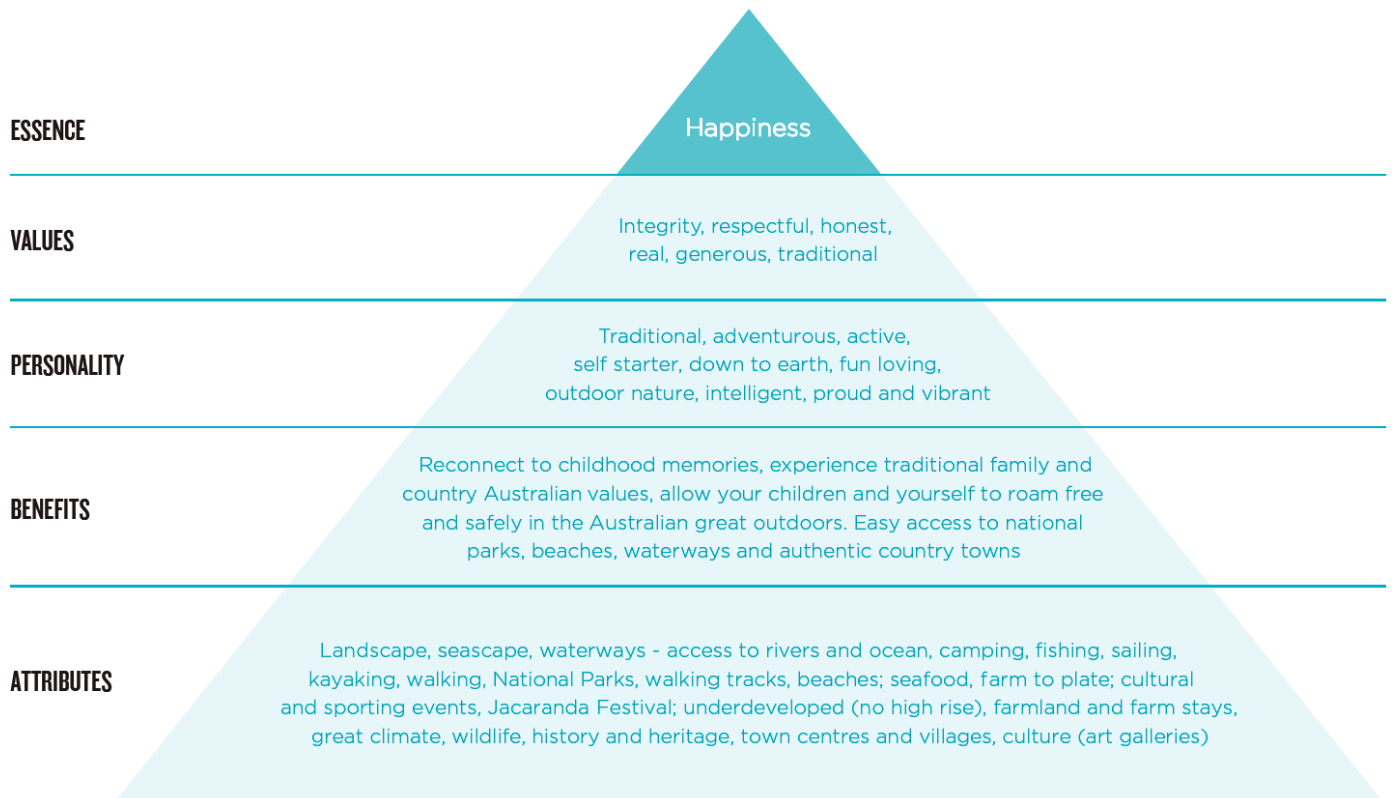 ESSENCE
Happiness
VALUES
Integrity, respectful, honest,
real, generous, traditional
PERSONALITY
Traditional, adventurous, active,
self starter, down to earth, fun loving,
outdoor nature, intelligent, proud and vibrant
BENEFITS
Reconnect to childhood memories, experience traditional family and
country Australian values, allow your children and yourself to roam free
and safely in the Australian great outdoors. Easy access to national
parks, beaches, waterways and authentic country towns
ATTRIBUTES
Landscape, seascape, waterways - access to rivers and ocean, camping, fishing, sailing,
kayaking, walking, National Parks, walking tracks, beaches; seafood, farm to plate; cultural
and sporting events, Jacaranda Festival; underdeveloped (no high rise), farmland and farm stays,
great climate, wildlife, history and heritage, town centres and villages, culture (art galleries)